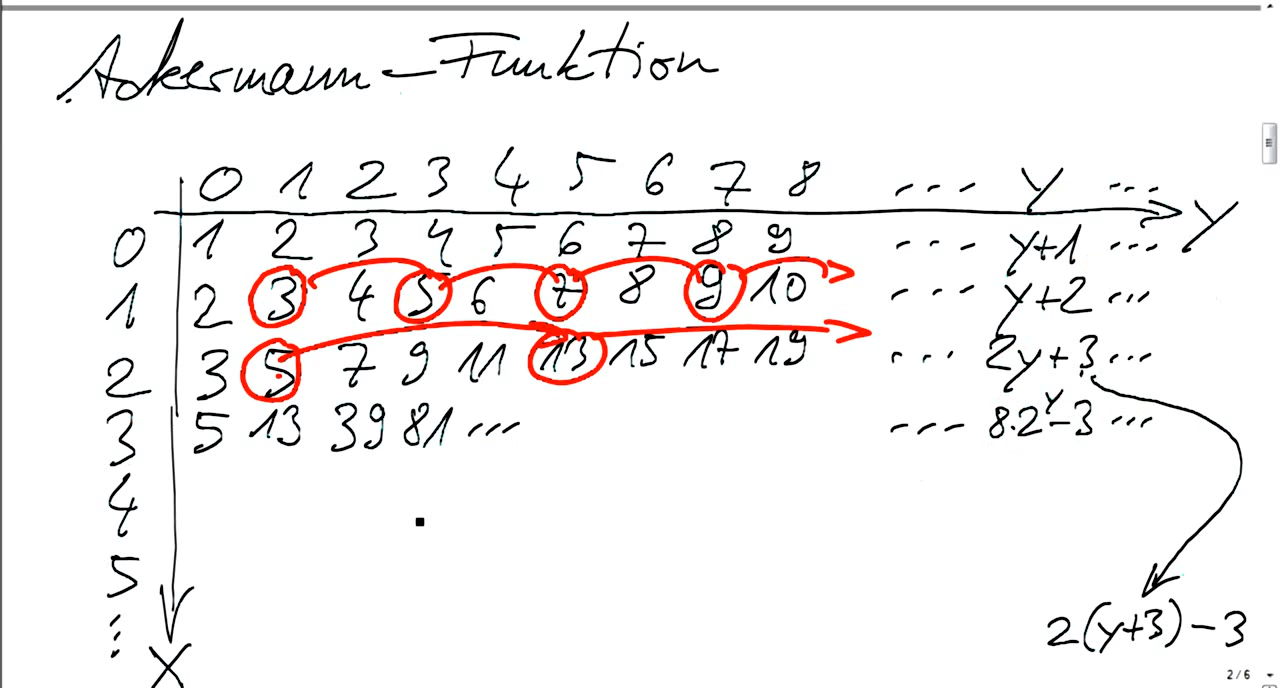 Ackermann-Funktion
0 1 2 3 4 5 6 7 8 --- y ... y
0 1 2 3 4 5 6 7 8 9 --- y+1 ...
1 2 3 4 5 6 7 8 9 10 --- y+2 ...
2 3 5 7 9 11 13 15 17 19 ... 2y+3 ...
3 5 13 39 81 ... --- 8·2^y-3 ...
4
5
⋮
x
2(y+3)-3
2/6